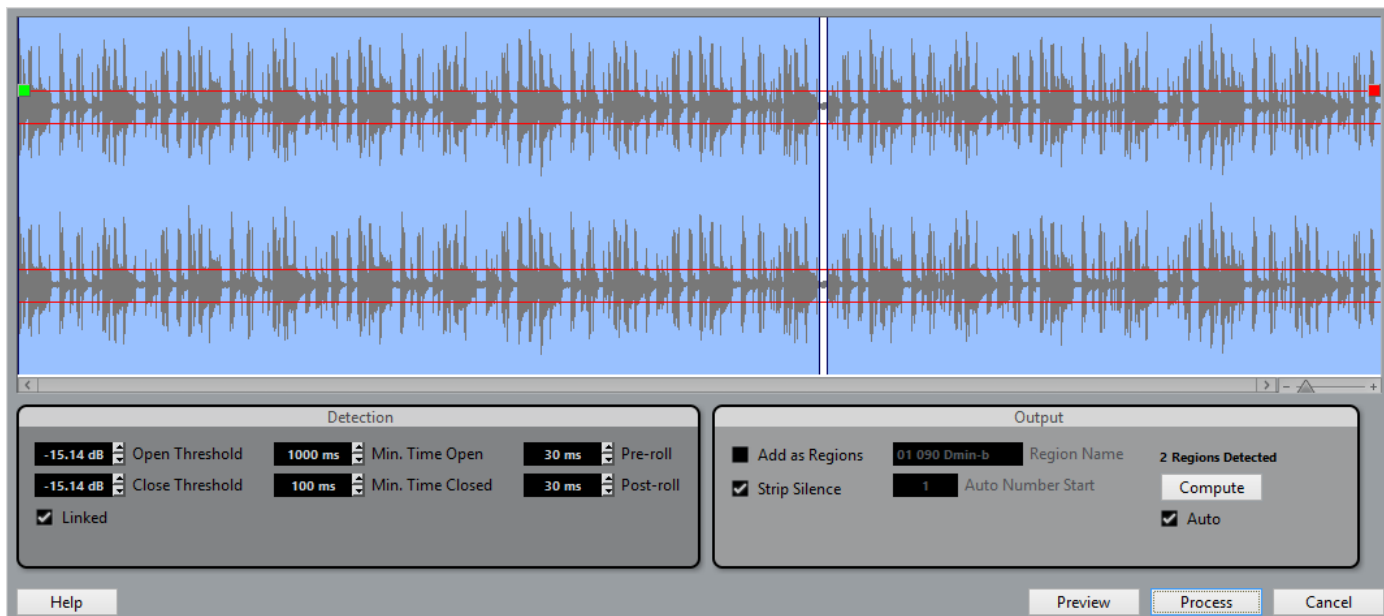 Detection
-15.14 dB Open Threshold 1000 ms Min. Time Open 30 ms Pre-roll
-15.14 dB Close Threshold 100 ms Min. Time Closed 30 ms Post-roll
Linked
Output
Add as Regions 01 090 Dmin-b Region Name 2 Regions Detected
Strip Silence 1 Auto Number Start Compute
Auto
Help Preview Process Cancel